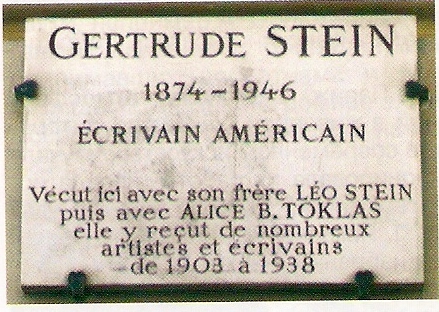 GERTRUDE STEIN
1874-1946
ÉCRIVAIN AMÉRICAIN
Vécut ici avec son frère LÉO STEIN
puis avec ALICE B. TOKLAS
elle y reçut de nombreux
artistes et écrivains
de 1903 à 1938